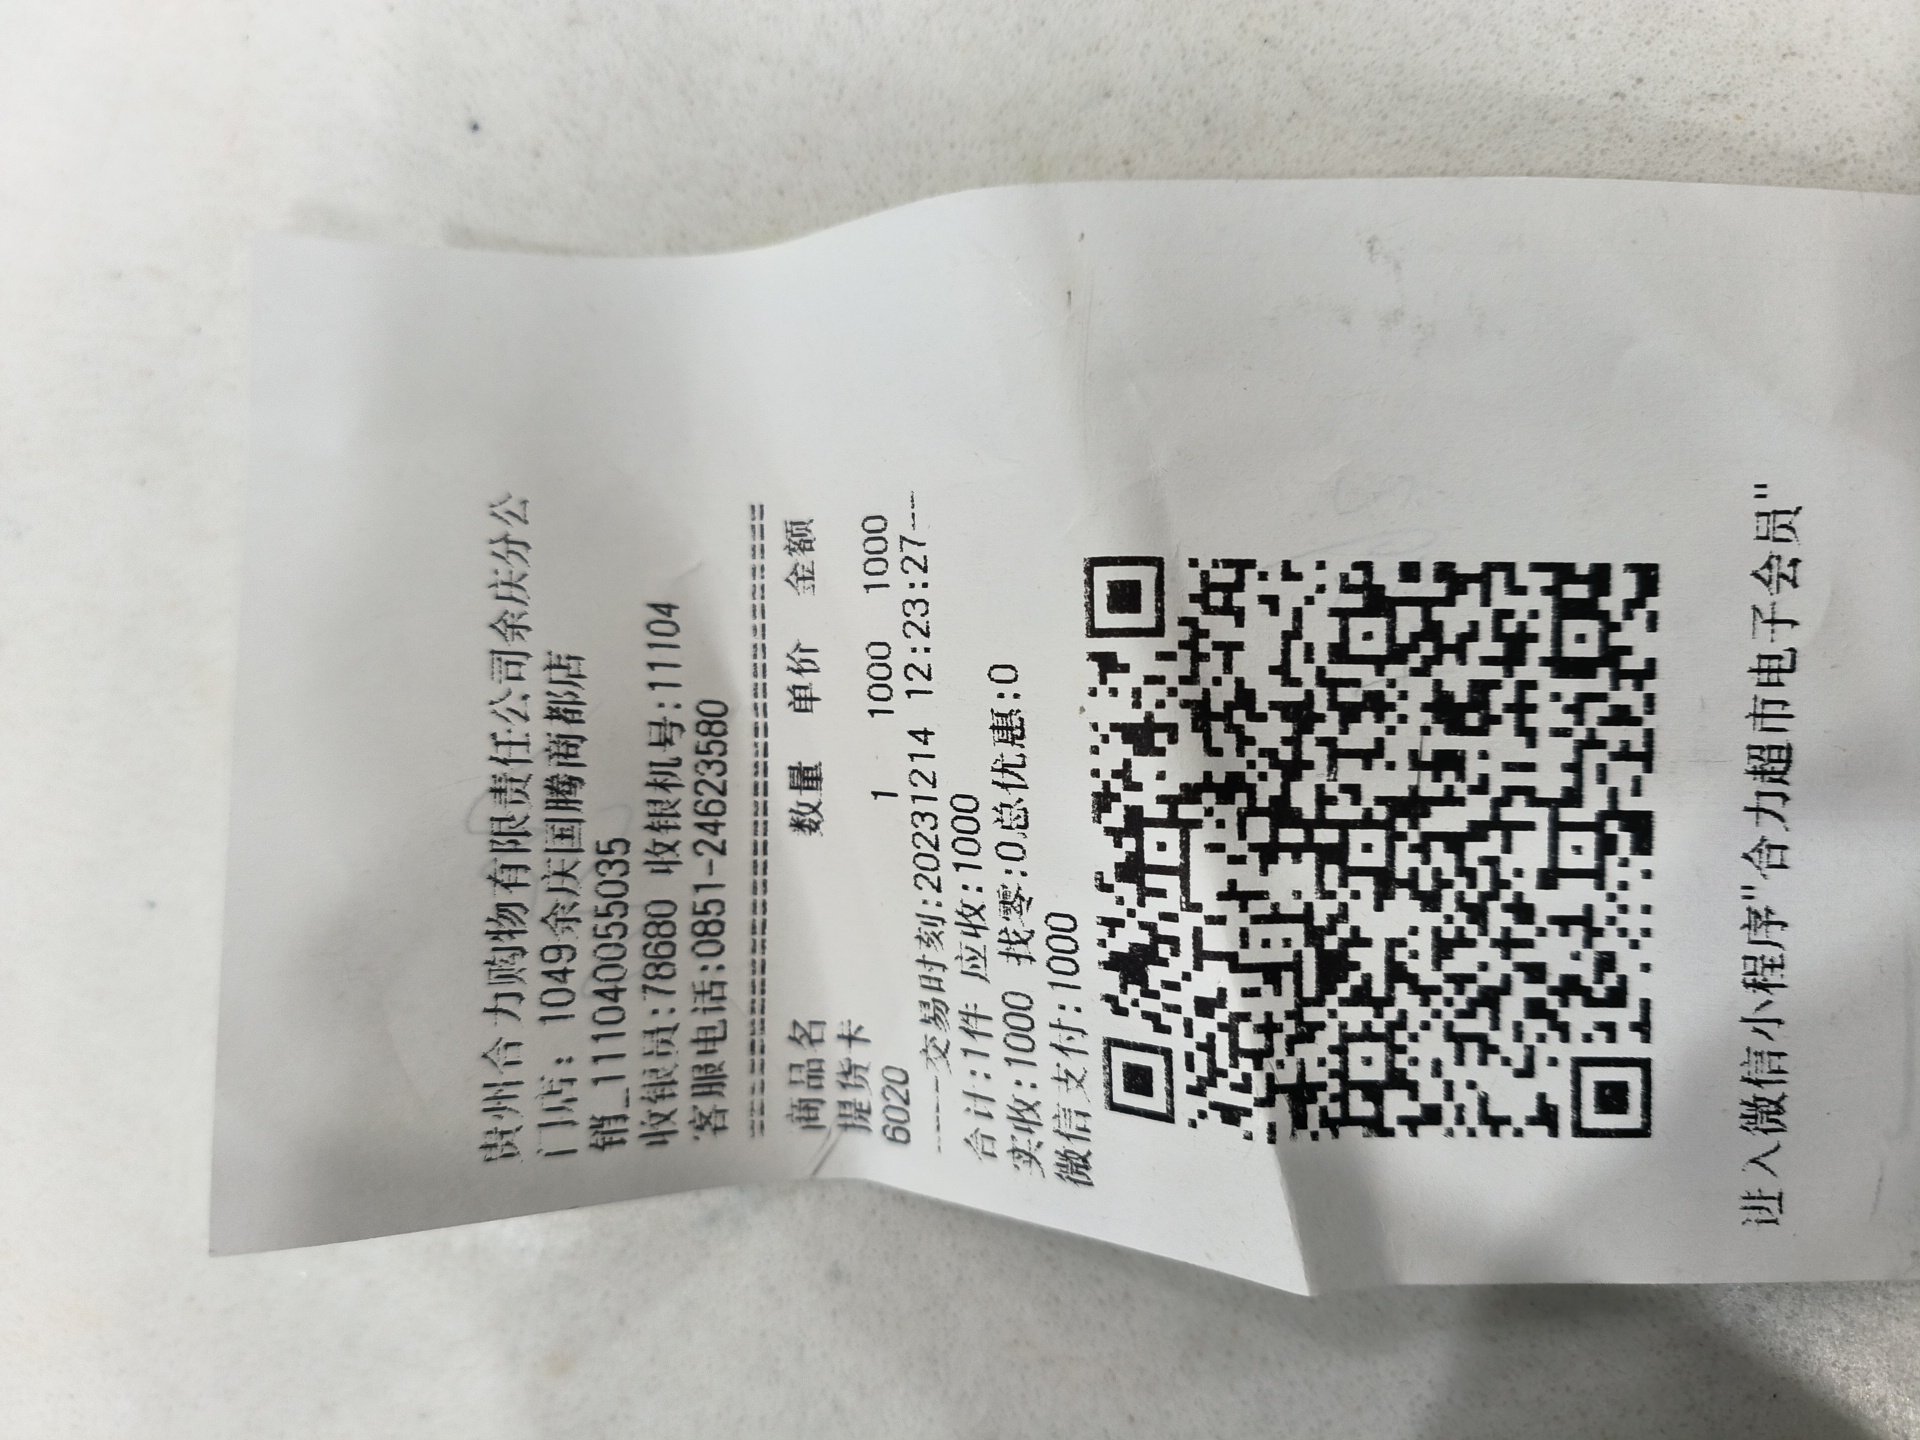 贵州合力购物有限责任公司余庆分公
门店: 1049余庆国腾商都店
销_1110400555035
收银员:78680 收银机号:11104
客服电话:0851-24623580
================================
商品名 数量 单价 金额
提货卡
6020 1 1000 1000
-----交易时刻:20231214 12:23:27---
合计:1件 应收:1000
实收:1000 找零:0总优惠:0
微信支付:1000
进入微信小程序"合力超市电子会员"